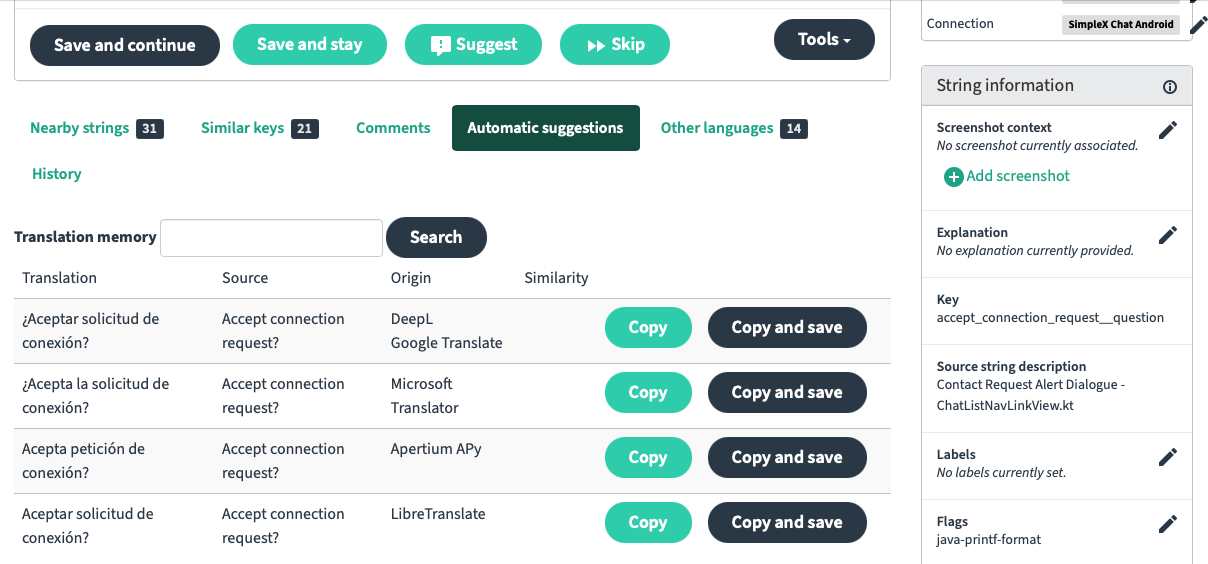 Save and continue
Save and stay
Suggest
Skip
Tools
Nearby strings 31
Similar keys 21
Comments
Automatic suggestions
Other languages 14
History
Translation memory
Search
Translation Source Origin Similarity
¿Aceptar solicitud de conexión?
Accept connection request?
DeepL
Google Translate
Copy
Copy and save
¿Acepta la solicitud de conexión?
Accept connection request?
Microsoft Translator
Copy
Copy and save
Acepta petición de conexión?
Accept connection request?
Apertium APy
Copy
Copy and save
Aceptar solicitud de conexión?
Accept connection request?
LibreTranslate
Copy
Copy and save
Connection SimpleX Chat Android
String information
Screenshot context
No screenshot currently associated.
Add screenshot
Explanation
No explanation currently provided.
Key
accept_connection_request__question
Source string description
Contact Request Alert Dialogue -
ChatListNavLinkView.kt
Labels
No labels currently set.
Flags
java-printf-format